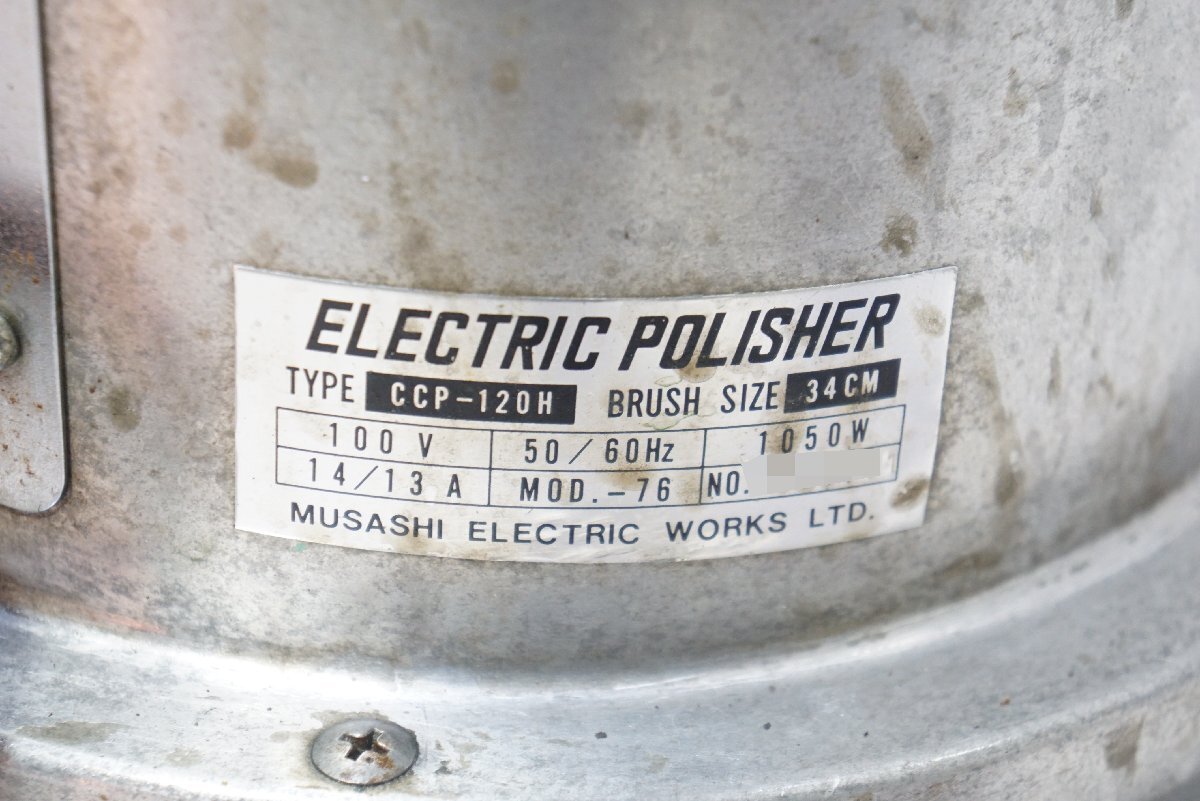 ELECTRIC POLISHER
TYPE CCP-120H BRUSH SIZE 34CM
100 V 50/60Hz 1050W
14/13 A MOD.-76 NO.
MUSASHI ELECTRIC WORKS LTD.